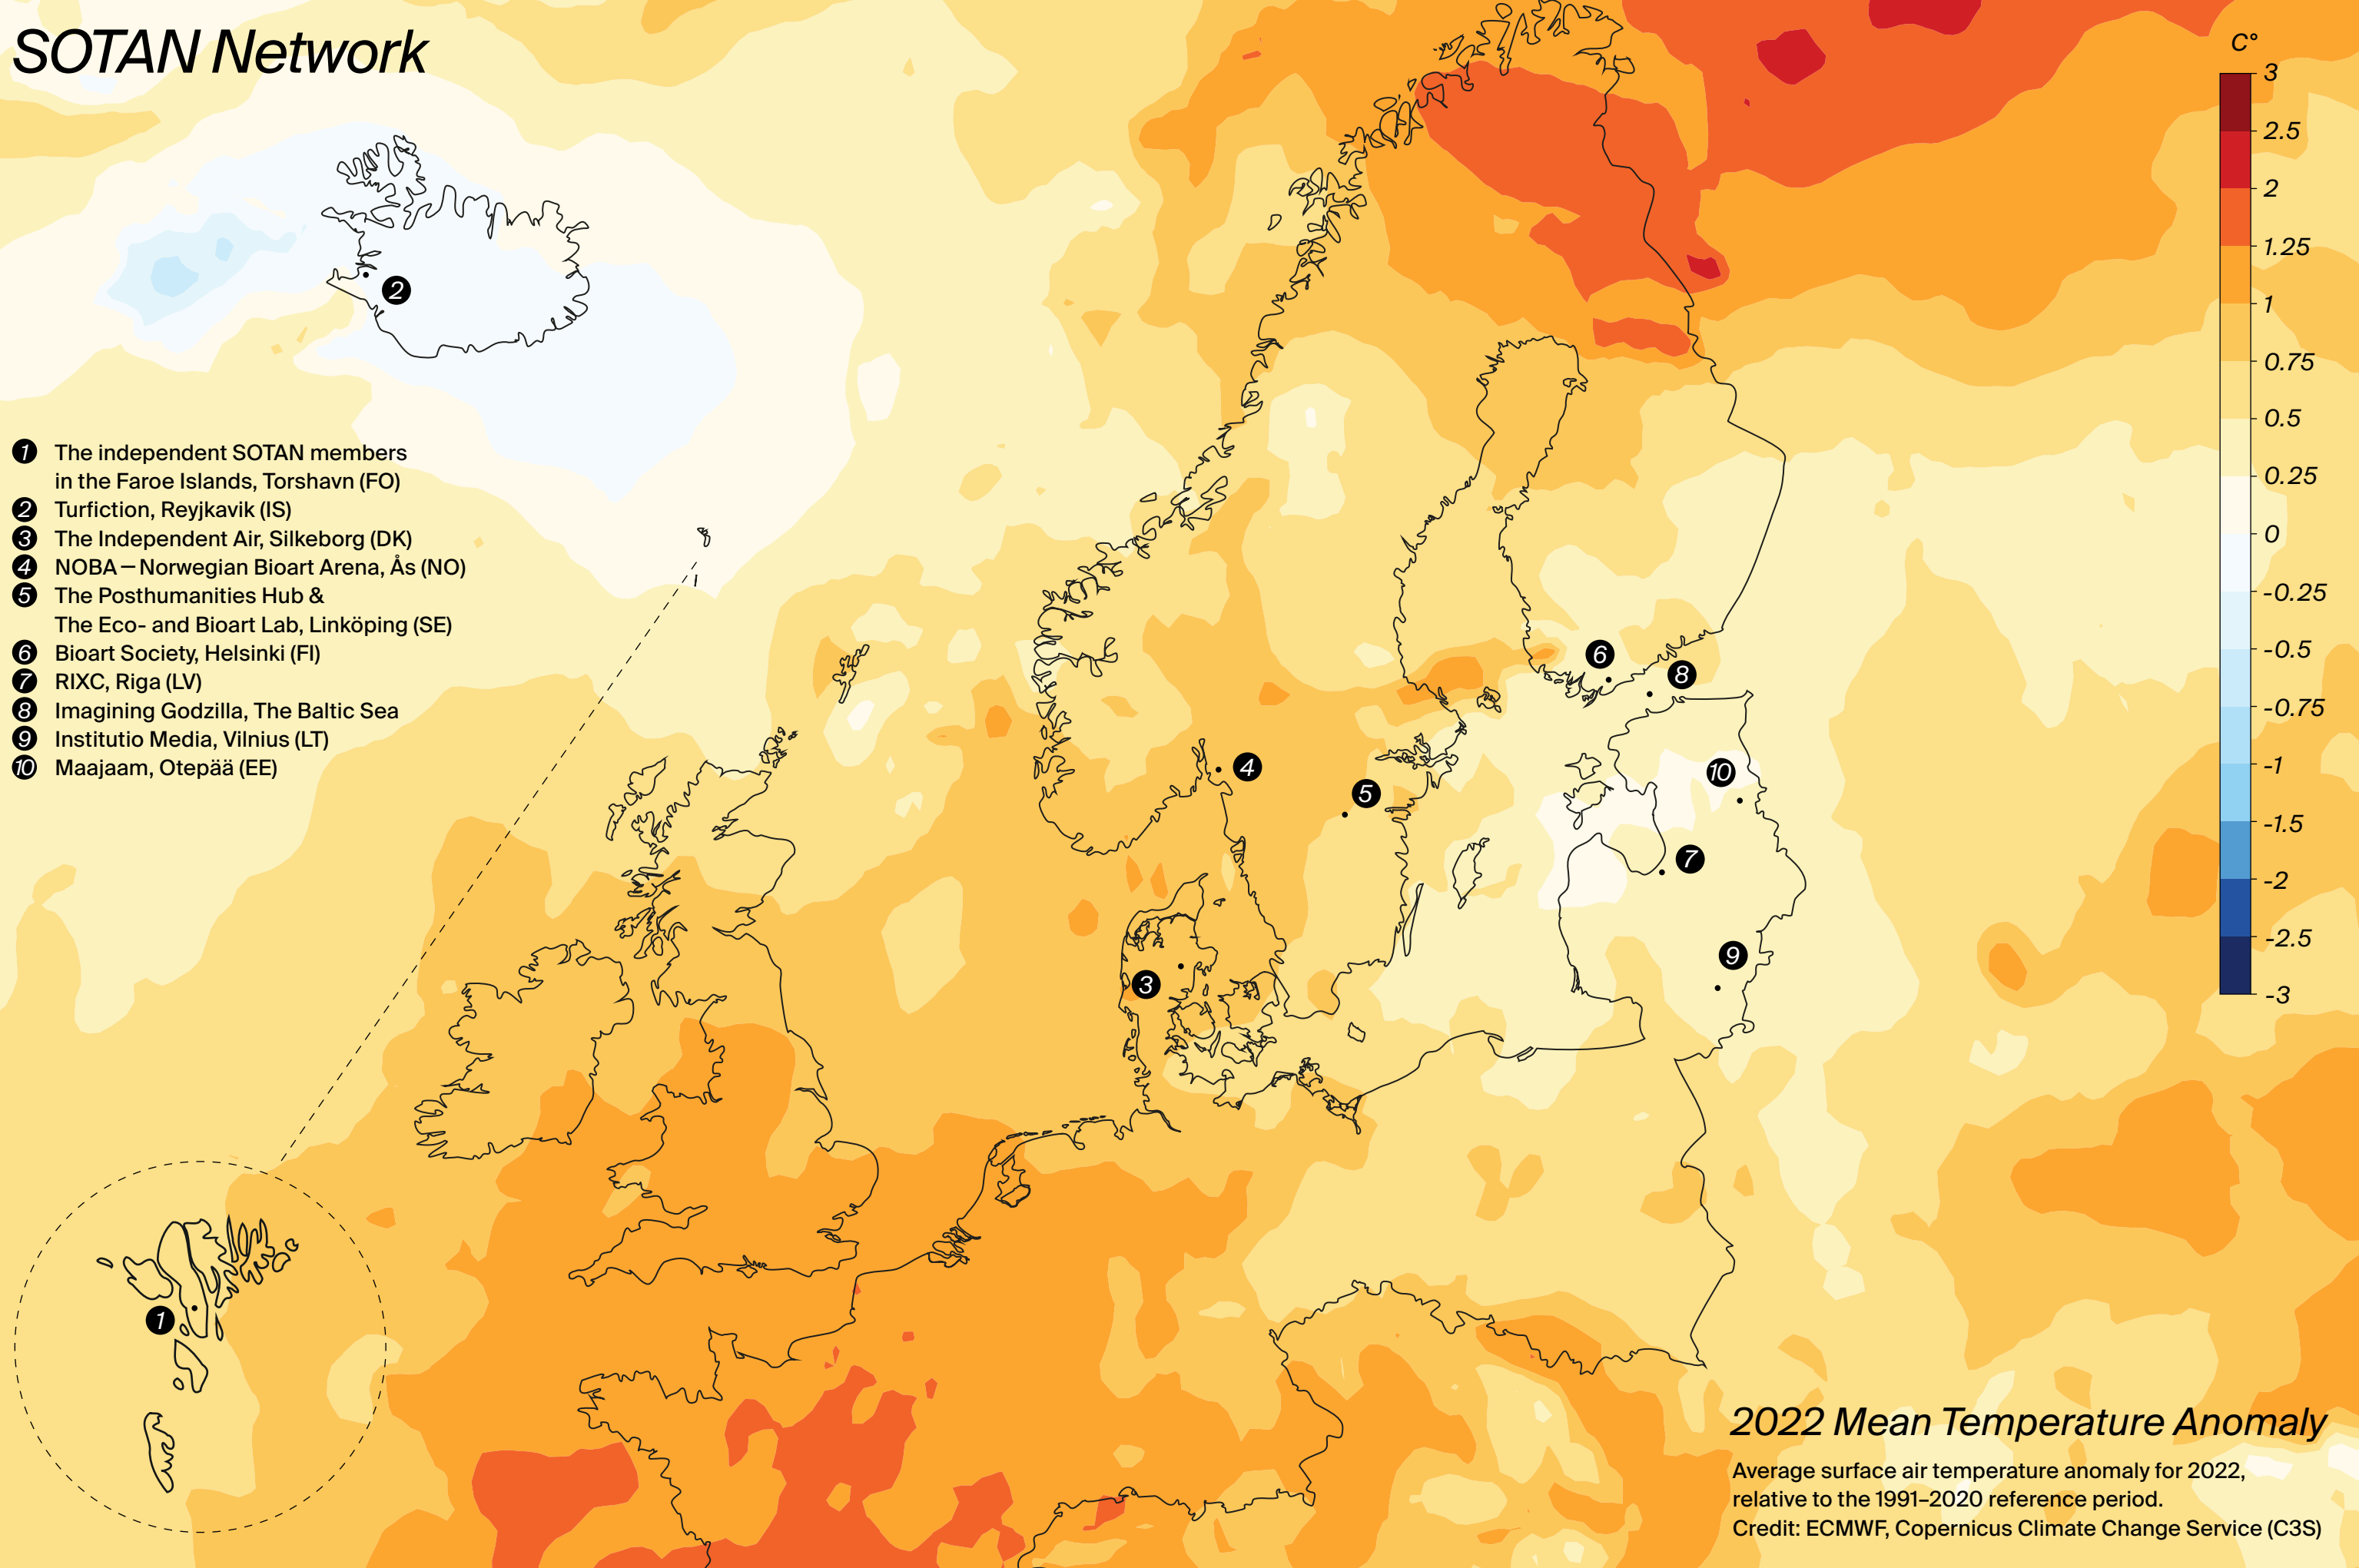 SOTAN Network
1 The independent SOTAN members
in the Faroe Islands, Torshavn (FO)
2 Turfiction, Reyjkavik (IS)
3 The Independent Air, Silkeborg (DK)
4 NOBA – Norwegian Bioart Arena, Ås (NO)
5 The Posthumanities Hub &
The Eco- and Bioart Lab, Linköping (SE)
6 Bioart Society, Helsinki (FI)
7 RIXC, Riga (LV)
8 Imagining Godzilla, The Baltic Sea
9 Institutio Media, Vilnius (LT)
10 Maajaam, Otepää (EE)
2
6
8
4
10
5
7
9
3
1
C°
3
2.5
2
1.25
1
0.75
0.5
0.25
0
-0.25
-0.5
-0.75
-1
-1.5
-2
-2.5
-3
2022 Mean Temperature Anomaly
Average surface air temperature anomaly for 2022,
relative to the 1991–2020 reference period.
Credit: ECMWF, Copernicus Climate Change Service (C3S)